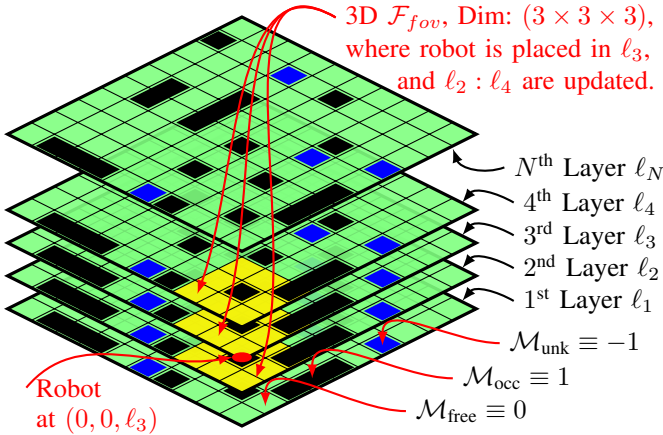 3D $\mathcal{F}_{fov}$, Dim: (3 × 3 × 3),
where robot is placed in $\ell_3$,
and $\ell_2 : \ell_4$ are updated.
$N^{\text{th}}$ Layer $\ell_N$
$4^{\text{th}}$ Layer $\ell_4$
$3^{\text{rd}}$ Layer $\ell_3$
$2^{\text{nd}}$ Layer $\ell_2$
$1^{\text{st}}$ Layer $\ell_1$
$\mathcal{M}_{\text{unk}} \equiv -1$
$\mathcal{M}_{\text{occ}} \equiv 1$
$\mathcal{M}_{\text{free}} \equiv 0$
Robot
at $(0, 0, \ell_3)$